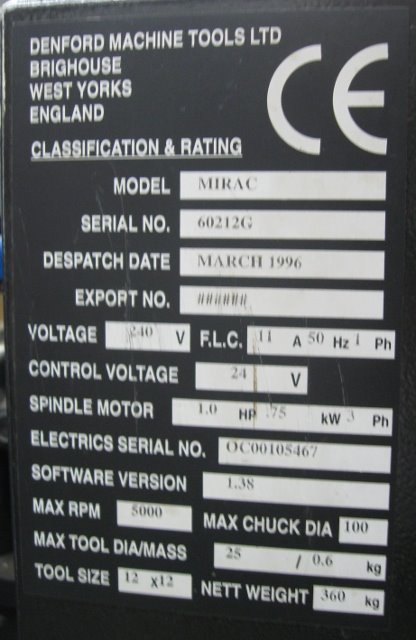 DENFORD MACHINE TOOLS LTD
BRIGHOUSE
WEST YORKS
ENGLAND
CE
CLASSIFICATION & RATING
MODEL MIRAC
SERIAL NO. 60212G
DESPATCH DATE MARCH 1996
EXPORT NO. ######
VOLTAGE 240 V F.L.C. 11 A 50 Hz 1 Ph
CONTROL VOLTAGE 24 V
SPINDLE MOTOR 1.0 HP .75 kW 3 Ph
ELECTRICS SERIAL NO. OC00105467
SOFTWARE VERSION 1.38
MAX RPM 5000 MAX CHUCK DIA 100
MAX TOOL DIA/MASS 25 / 0.6 kg
TOOL SIZE 12 X12 NETT WEIGHT 360 kg